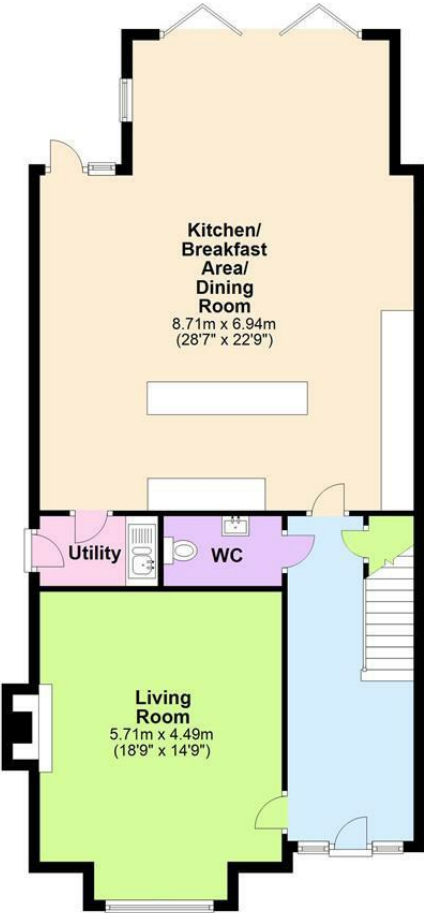 Kitchen/
Breakfast
Area/
Dining
Room
8.71m x 6.94m
(28'7" x 22'9")
Utility
WC
Living
Room
5.71m x 4.49m
(18'9" x 14'9")